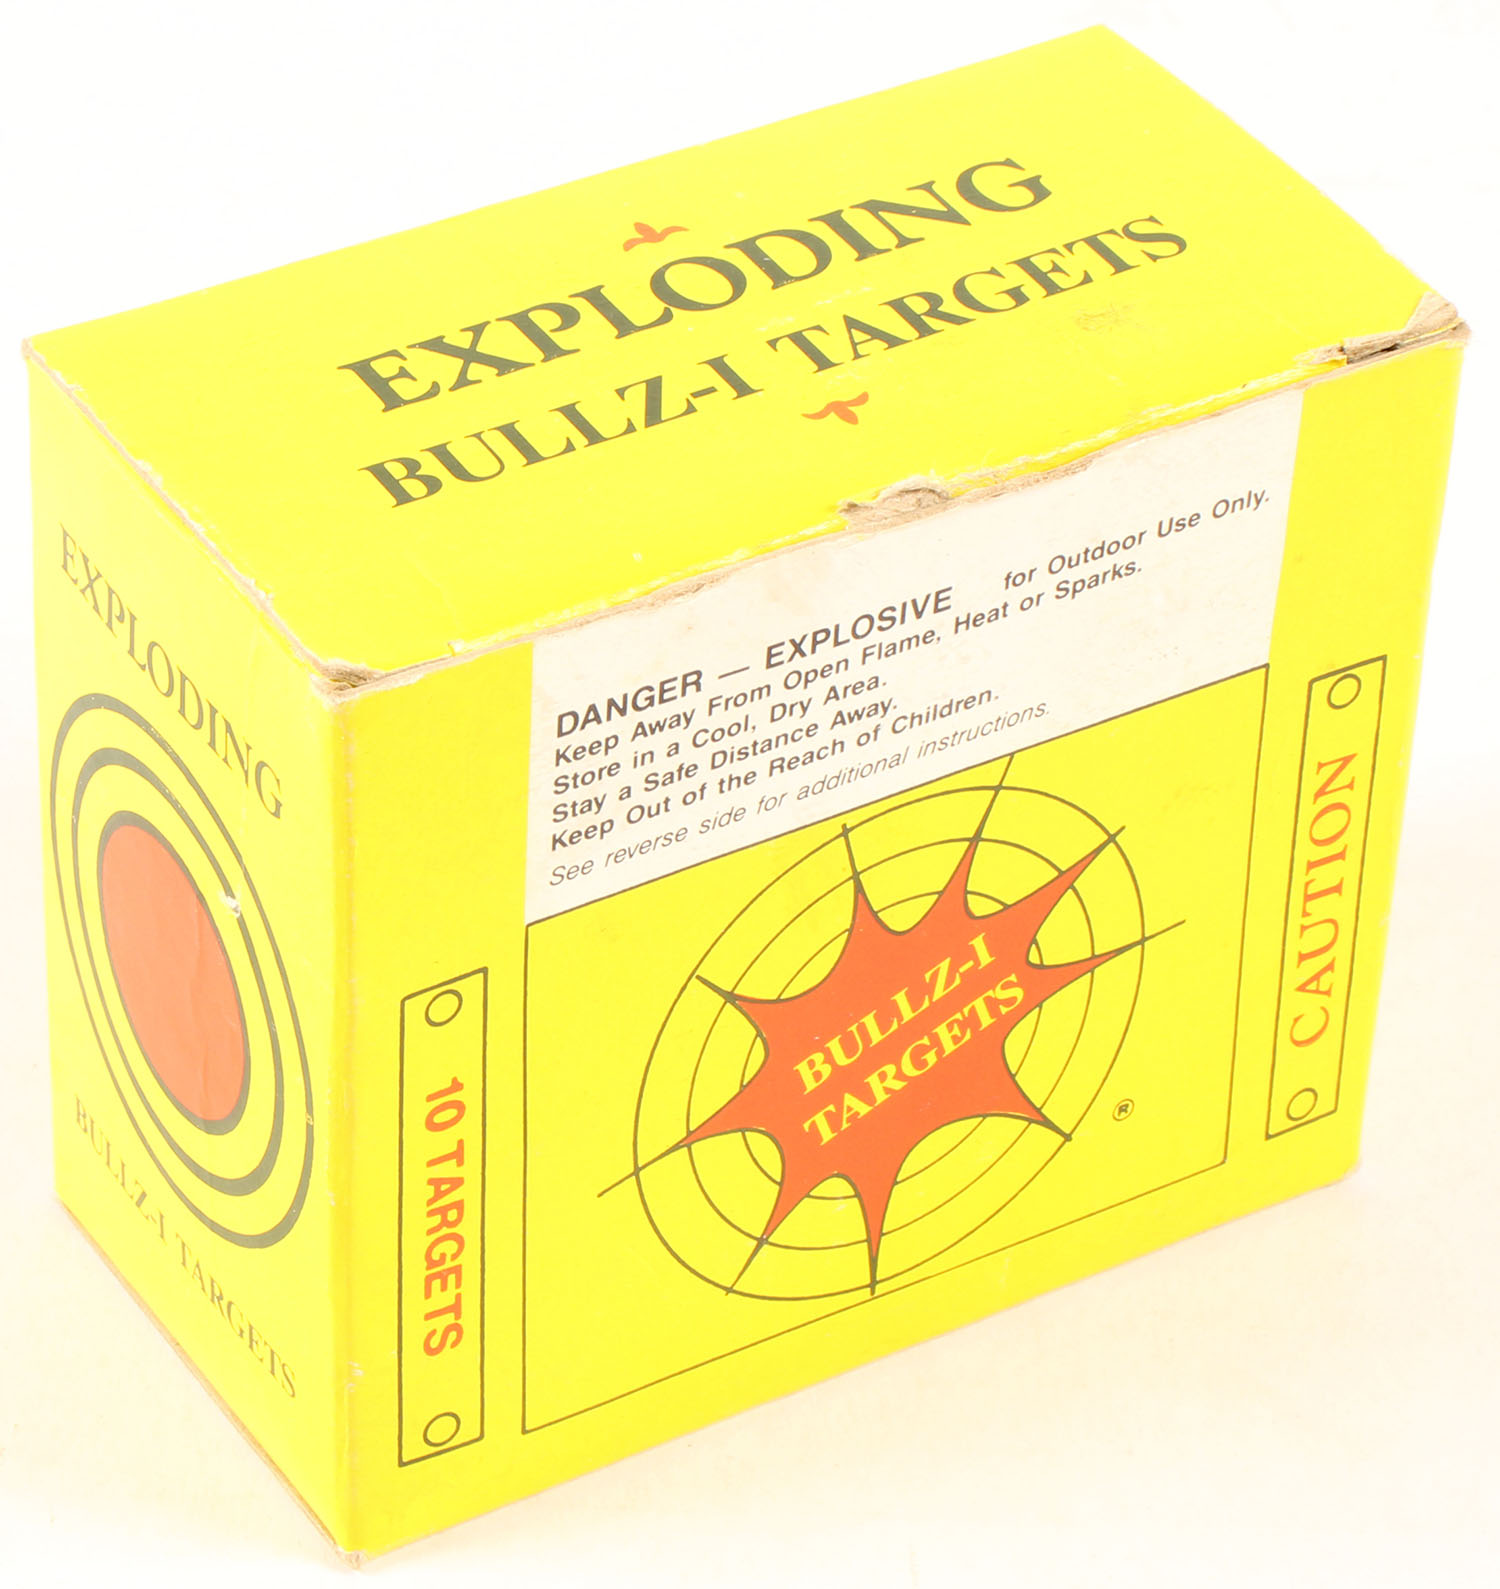 EXPLODING
BULLZ-I TARGETS
DANGER — EXPLOSIVE for Outdoor Use Only.
Keep Away From Open Flame, Heat or Sparks.
Store in a Cool, Dry Area.
Stay a Safe Distance Away.
Keep Out of the Reach of Children.
See reverse side for additional instructions.
EXPLODING
BULLZ-I TARGETS
10 TARGETS
BULLZ-I
TARGETS
®
CAUTION